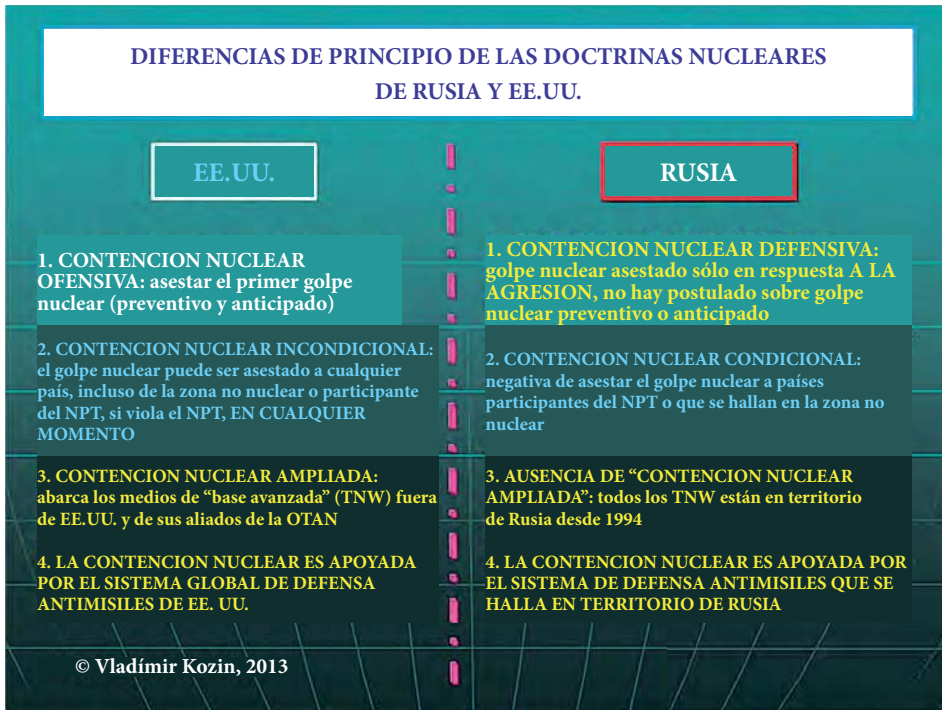 DIFERENCIAS DE PRINCIPIO DE LAS DOCTRINAS NUCLEARES
DE RUSIA Y EE.UU.
EE.UU.
1. CONTENCION NUCLEAR
OFENSIVA: asestar el primer golpe
nuclear (preventivo y anticipado)
2. CONTENCION NUCLEAR INCONDICIONAL:
el golpe nuclear puede ser asestado a cualquier
país, incluso de la zona no nuclear o participante
del NPT, si viola el NPT, EN CUALQUIER
MOMENTO
3. CONTENCION NUCLEAR AMPLIADA:
abarca los medios de “base avanzada” (TNW) fuera
de EE.UU. y de sus aliados de la OTAN
4. LA CONTENCION NUCLEAR ES APOYADA
POR EL SISTEMA GLOBAL DE DEFENSA
ANTIMISILES DE EE. UU.
RUSIA
1. CONTENCION NUCLEAR DEFENSIVA:
golpe nuclear asestado sólo en respuesta A LA
AGRESION, no hay postulado sobre golpe
nuclear preventivo o anticipado
2. CONTENCION NUCLEAR CONDICIONAL:
negativa de asestar el golpe nuclear a países
participantes del NPT o que se hallan en la zona no
nuclear
3. AUSENCIA DE “CONTENCION NUCLEAR
AMPLIADA”: todos los TNW están en territorio
de Rusia desde 1994
4. LA CONTENCION NUCLEAR ES APOYADA POR
EL SISTEMA DE DEFENSA ANTIMISILES QUE SE
HALLA EN TERRITORIO DE RUSIA
© Vladímir Kozin, 2013